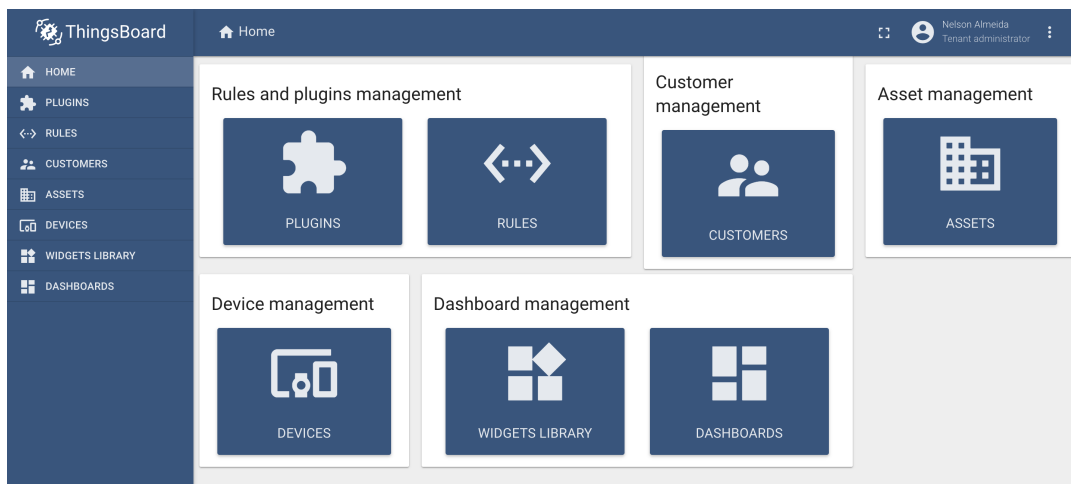 ThingsBoard
Home
Nelson Almeida
Tenant administrator
HOME
PLUGINS
RULES
CUSTOMERS
ASSETS
DEVICES
WIDGETS LIBRARY
DASHBOARDS
Rules and plugins management
PLUGINS
RULES
Customer
management
CUSTOMERS
Asset management
ASSETS
Device management
DEVICES
Dashboard management
WIDGETS LIBRARY
DASHBOARDS